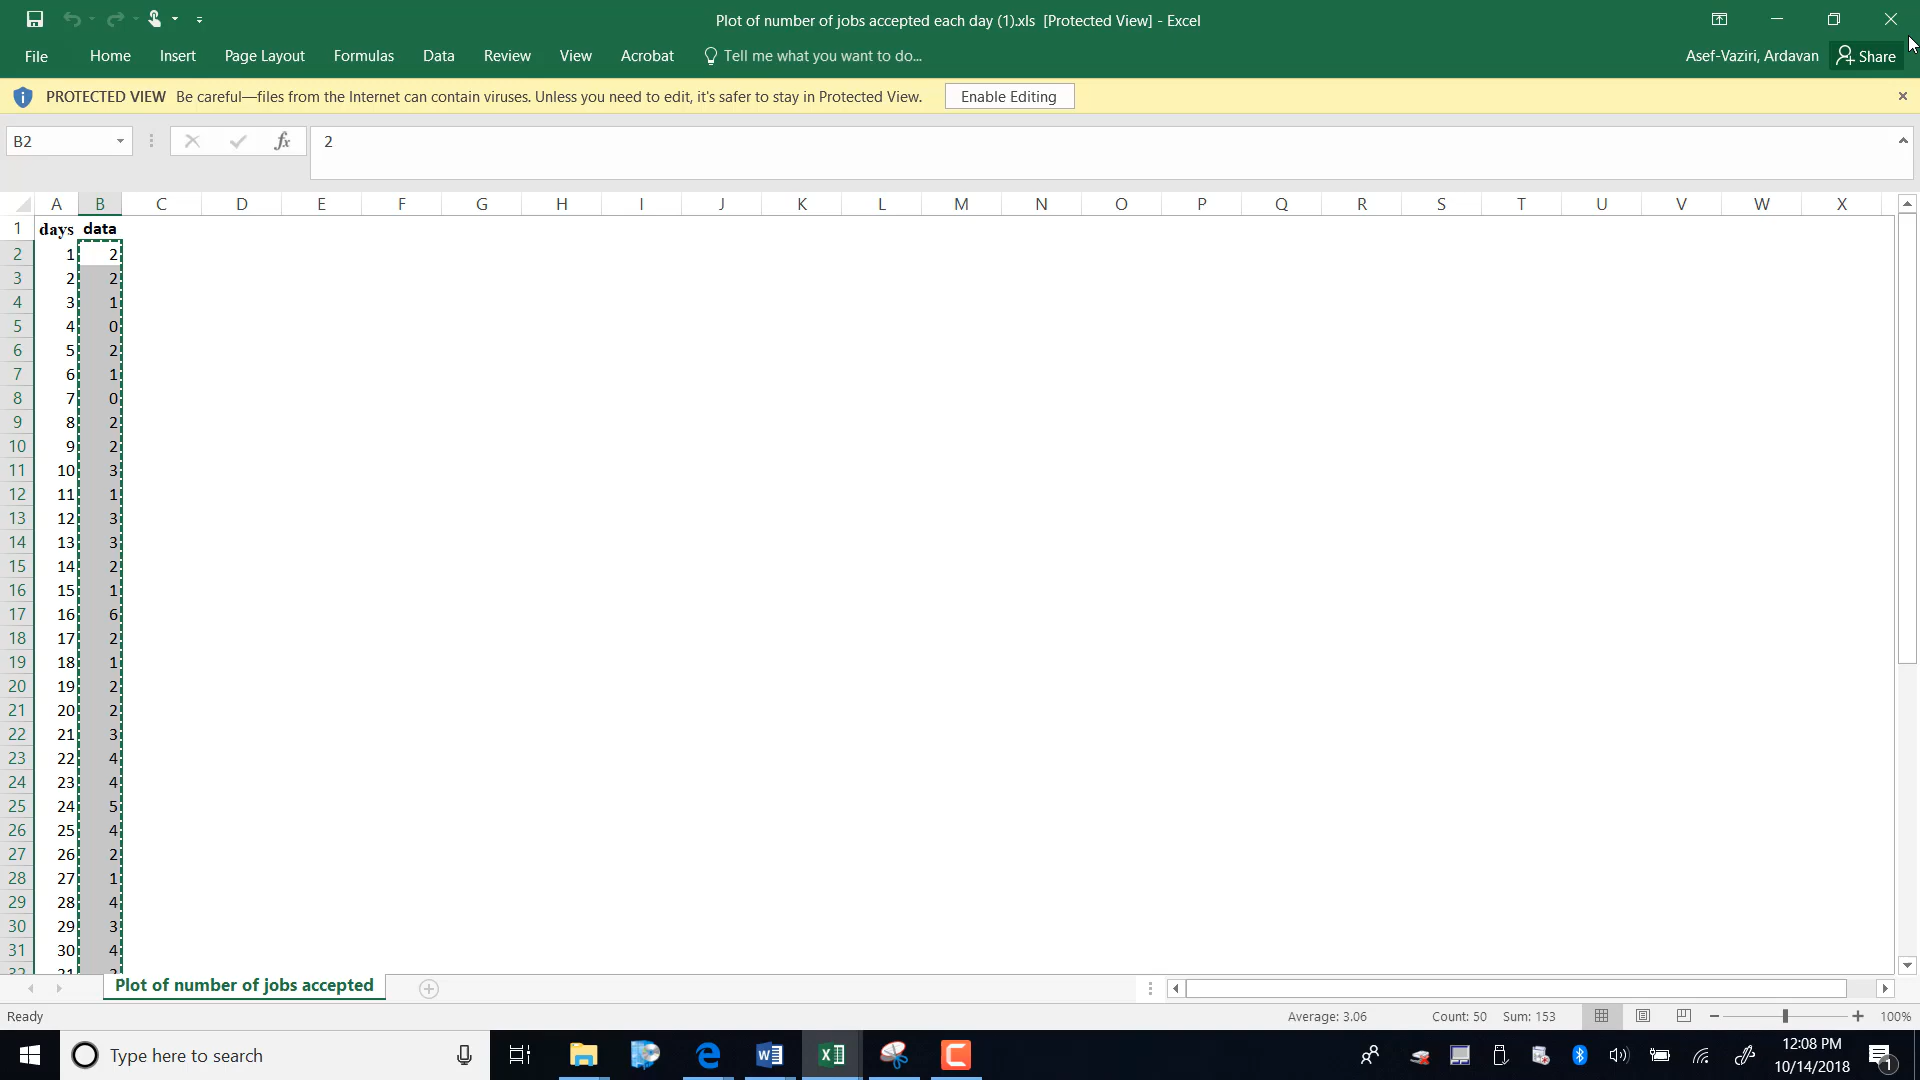 Plot of number of jobs accepted each day (1).xls [Protected View] - Excel
File Home Insert Page Layout Formulas Data Review View Acrobat Tell me what you want to do... Asef-Vaziri, Ardavan Share
PROTECTED VIEW Be careful—files from the Internet can contain viruses. Unless you need to edit, it's safer to stay in Protected View. Enable Editing
B2 fx 2
A B C D E F G H I J K L M N O P Q R S T U V W X
1 days data
2 1 2
3 2 2
4 3 1
5 4 0
6 5 2
7 6 1
8 7 0
9 8 2
10 9 2
11 10 3
12 11 1
13 12 3
14 13 3
15 14 2
16 15 1
17 16 6
18 17 2
19 18 1
20 19 2
21 20 2
22 21 3
23 22 4
24 23 4
25 24 5
26 25 4
27 26 2
28 27 1
29 28 4
30 29 3
31 30 4
32 31
Plot of number of jobs accepted
Ready Average: 3.06 Count: 50 Sum: 153 100%
Type here to search 12:08 PM
10/14/2018 1